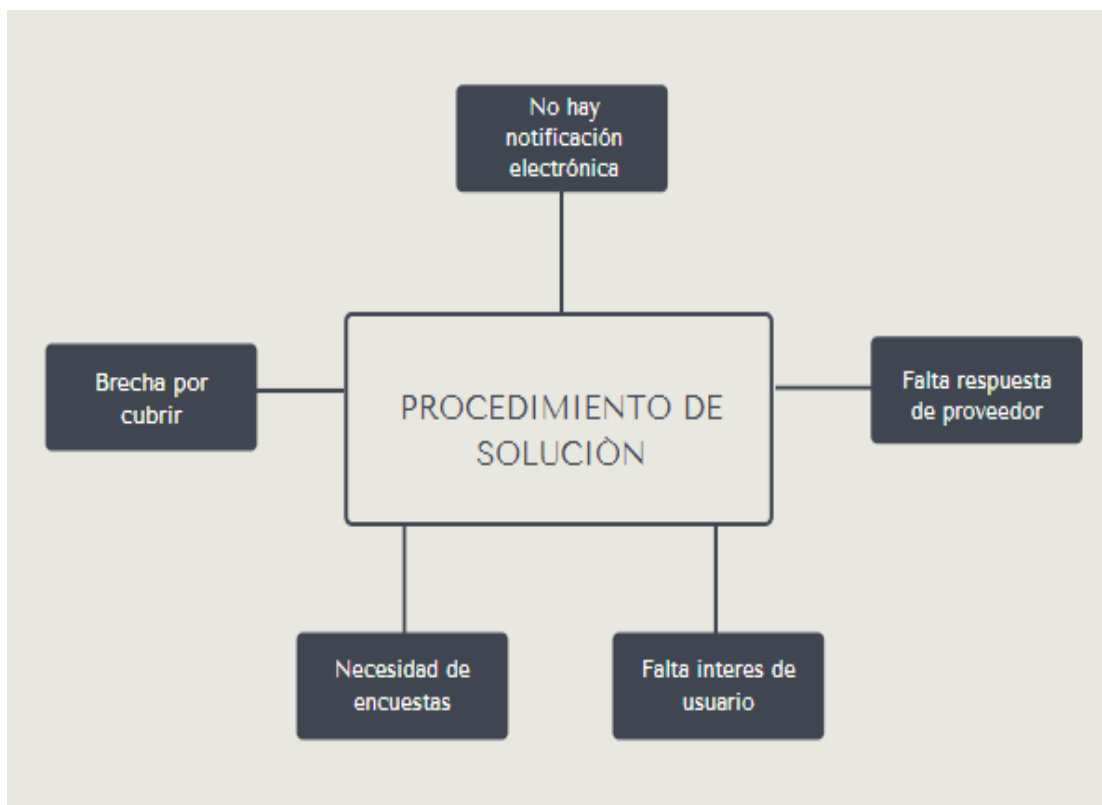 No hay
notificación
electrónica
Brecha por
cubrir
PROCEDIMIENTO DE
SOLUCIÒN
Falta respuesta
de proveedor
Necesidad de
encuestas
Falta interes de
usuario